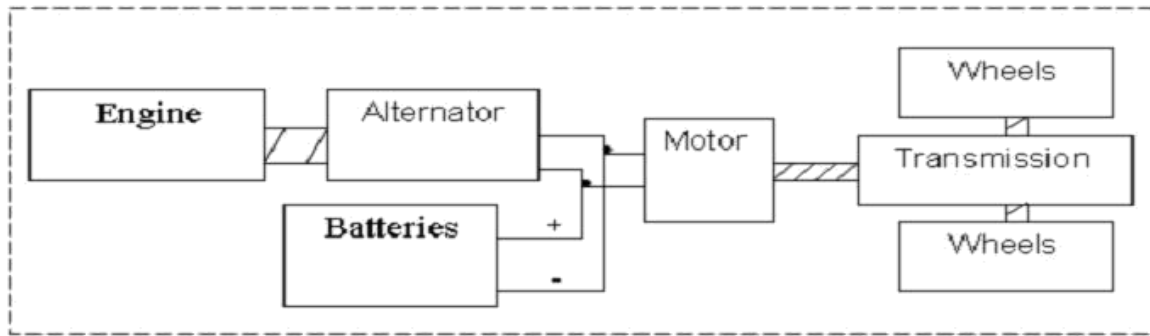 Engine
Alternator
Motor
Wheels
Transmission
Wheels
Batteries
+
-